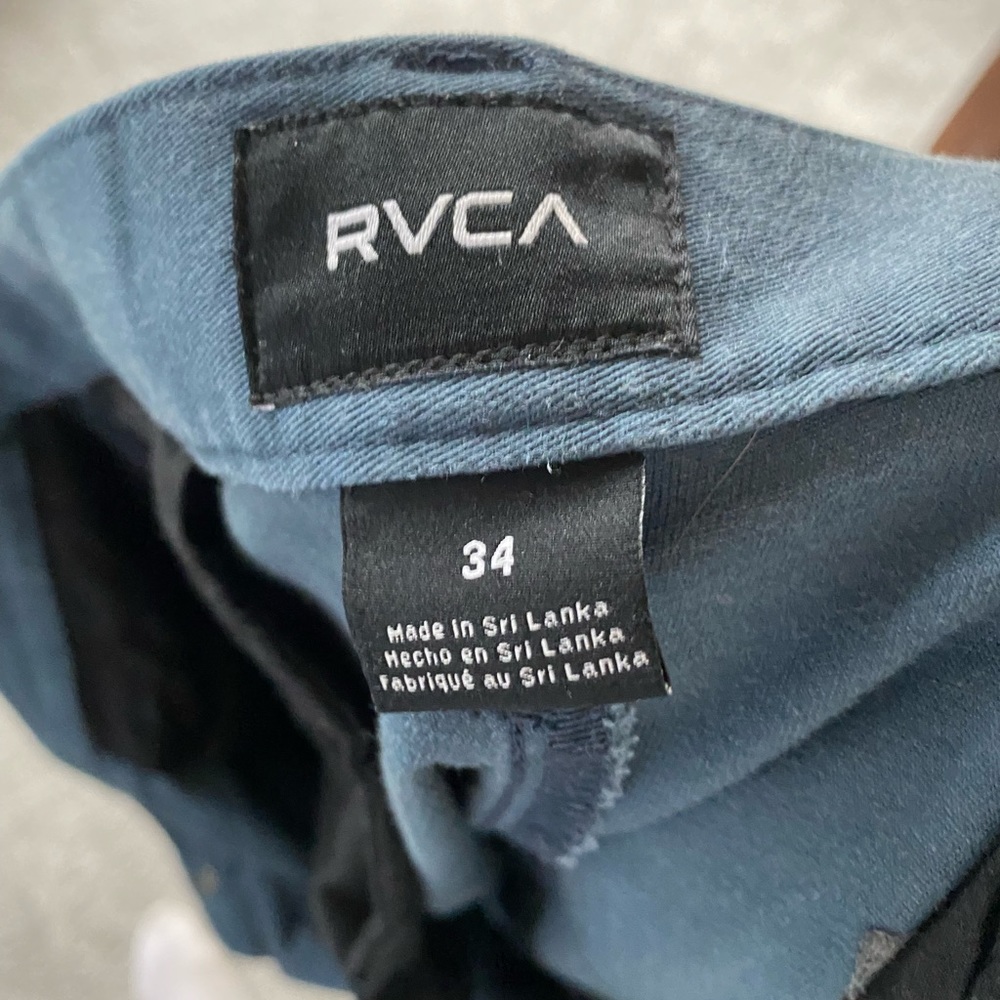 RVCA
34
Made in Sri Lanka
Hecho en Sri Lanka
Fabriqué au Sri Lanka